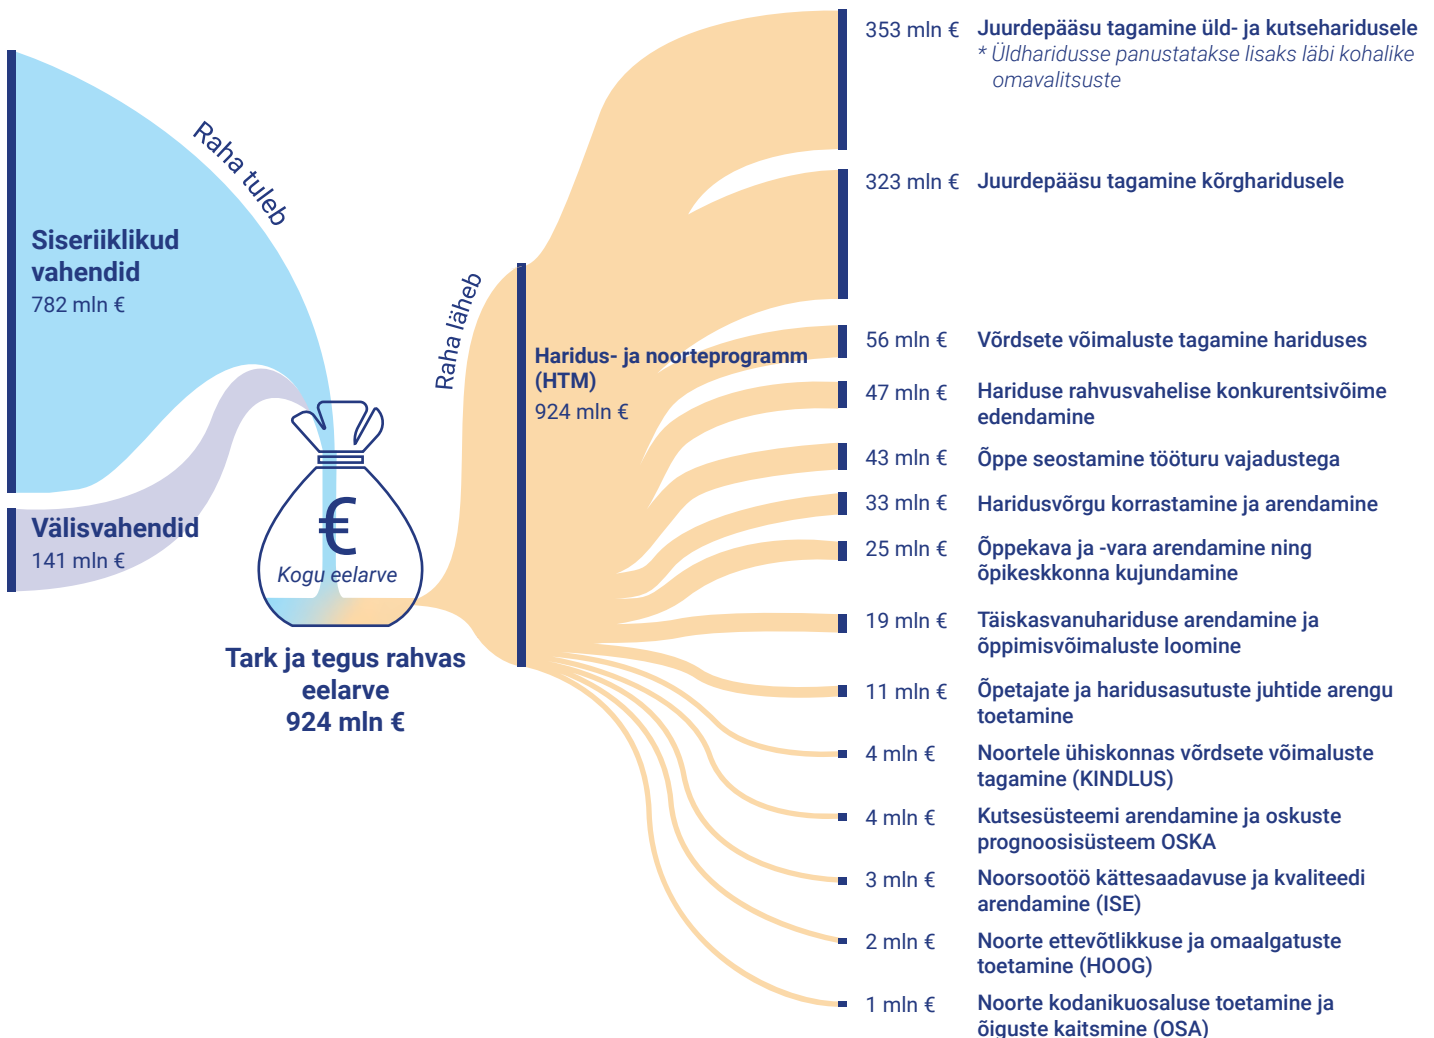 Raha tuleb
Siseriiklikud
vahendid
782 mln €
Välisvahendid
141 mln €
€
Kogu eelarve
Tark ja tegus rahvas
eelarve
924 mln €
Raha läheb
Haridus- ja noorteprogramm
(HTM)
924 mln €
353 mln € Juurdepääsu tagamine üld- ja kutseharidusele
* Üldharidusse panustatakse lisaks läbi kohalike
omavalitsuste
323 mln € Juurdepääsu tagamine kõrgharidusele
56 mln € Võrdsete võimaluste tagamine hariduses
47 mln € Hariduse rahvusvahelise konkurentsivõime
edendamine
43 mln € Õppe seostamine tööturu vajadustega
33 mln € Haridusvõrgu korrastamine ja arendamine
25 mln € Õppekava ja -vara arendamine ning
õpikeskkonna kujundamine
19 mln € Täiskasvanuhariduse arendamine ja
õppimisvõimaluste loomine
11 mln € Õpetajate ja haridusasutuste juhtide arengu
toetamine
4 mln € Noortele ühiskonnas võrdsete võimaluste
tagamine (KINDLUS)
4 mln € Kutsesüsteemi arendamine ja oskuste
prognoosisüsteem OSKA
3 mln € Noorsootöö kättesaadavuse ja kvaliteedi
arendamine (ISE)
2 mln € Noorte ettevõtlikkuse ja omaalgatuste
toetamine (HOOG)
1 mln € Noorte kodanikuosaluse toetamine ja
õiguste kaitsmine (OSA)